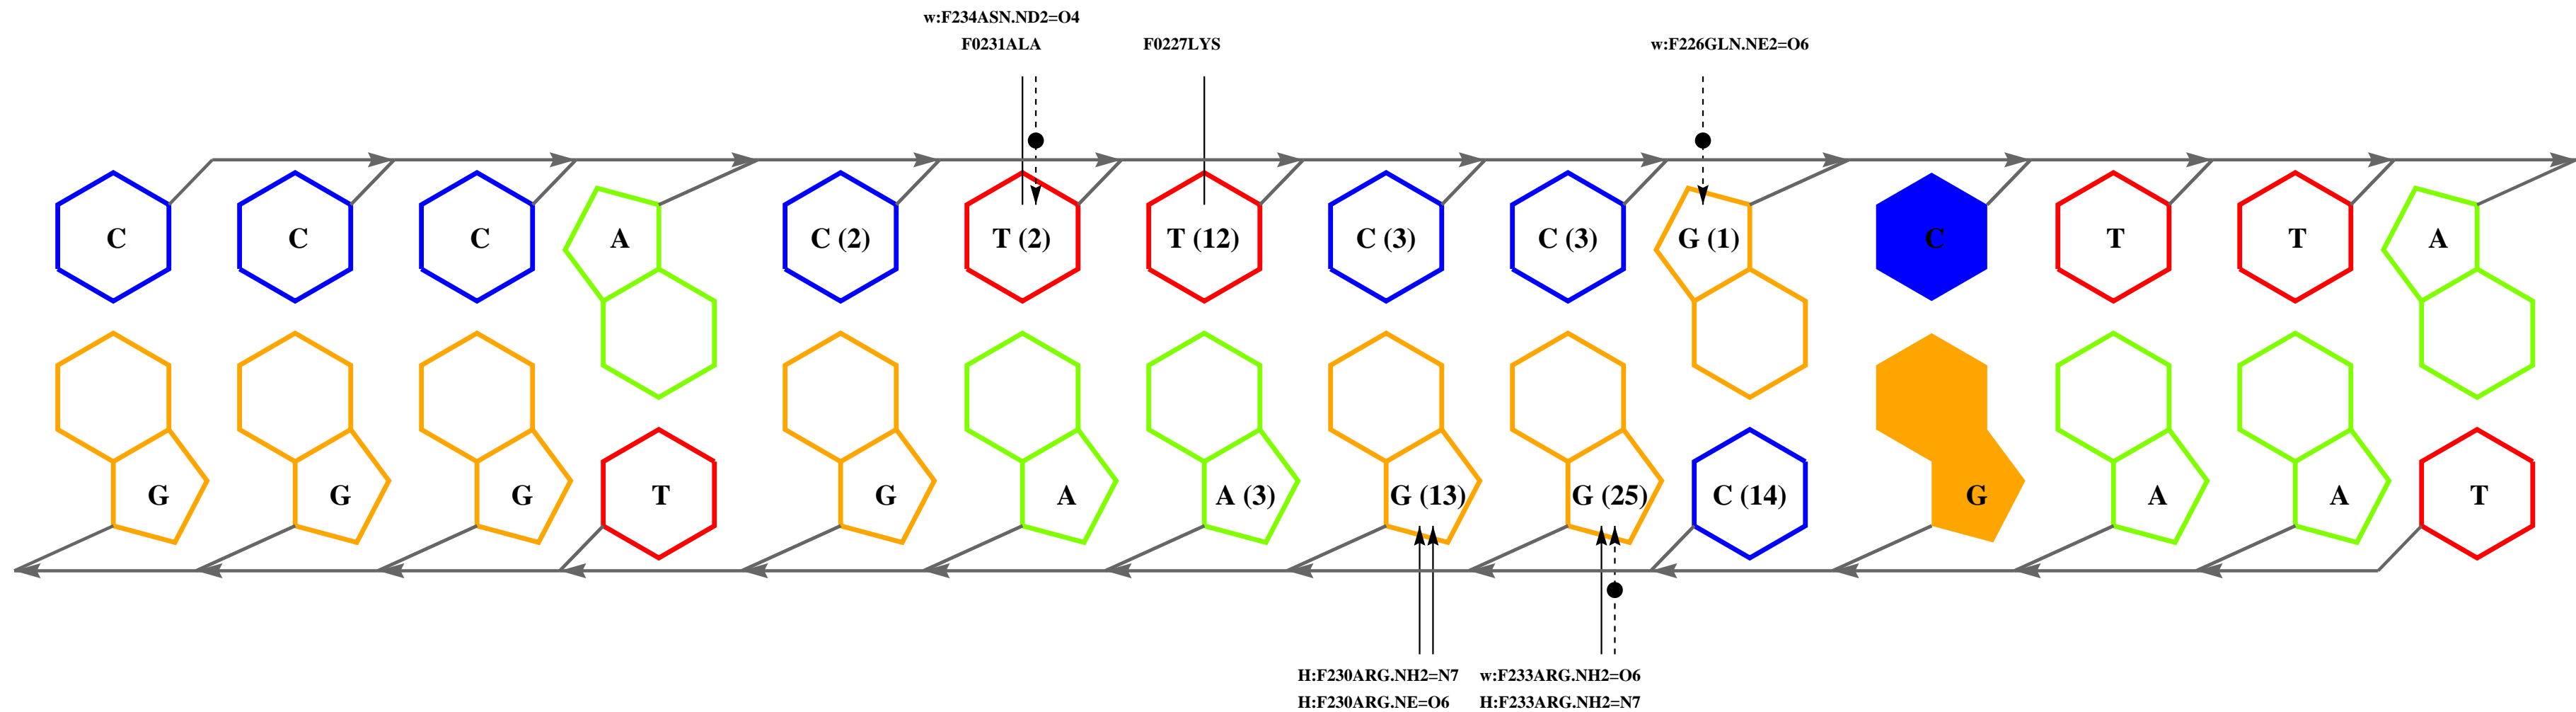 w:F234ASN.ND2=O4
F0231ALA F0227LYS w:F226GLN.NE2=O6
C C C A C (2) T (2) T (12) C (3) C (3) G (1) C T T A
G G G T G A A (3) G (13) G (25) C (14) G A A T
H:F230ARG.NH2=N7 w:F233ARG.NH2=O6
H:F230ARG.NE=O6 H:F233ARG.NH2=N7